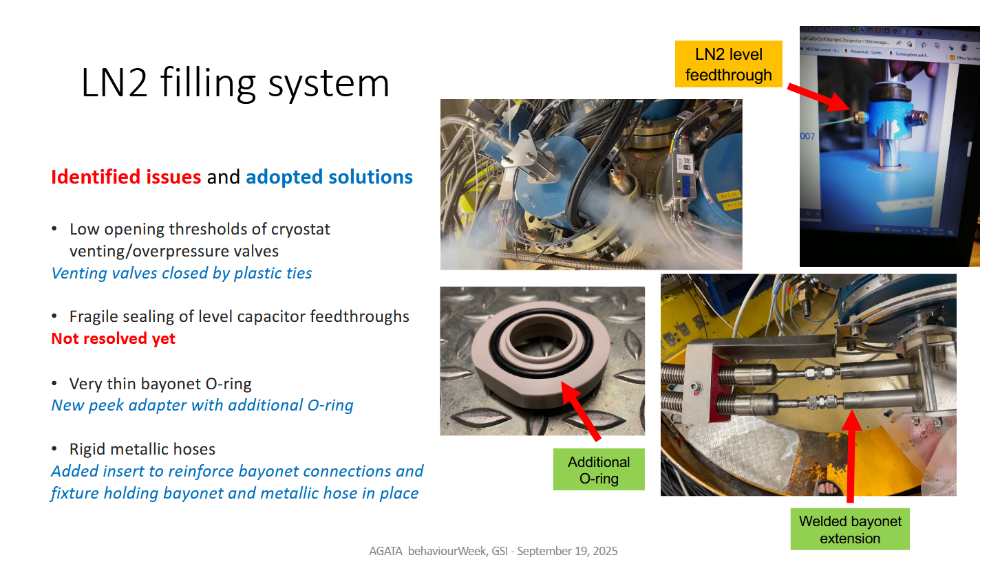 LN2 filling system
Identified issues and adopted solutions
• Low opening thresholds of cryostat
venting/overpressure valves
Venting valves closed by plastic ties
• Fragile sealing of level capacitor feedthroughs
Not resolved yet
• Very thin bayonet O-ring
New peek adapter with additional O-ring
• Rigid metallic hoses
Added insert to reinforce bayonet connections and
fixture holding bayonet and metallic hose in place
LN2 level
feedthrough
007
X=-0.59
Additional
O-ring
Welded bayonet
extension
AGATA behaviourWeek, GSI - September 19, 2025